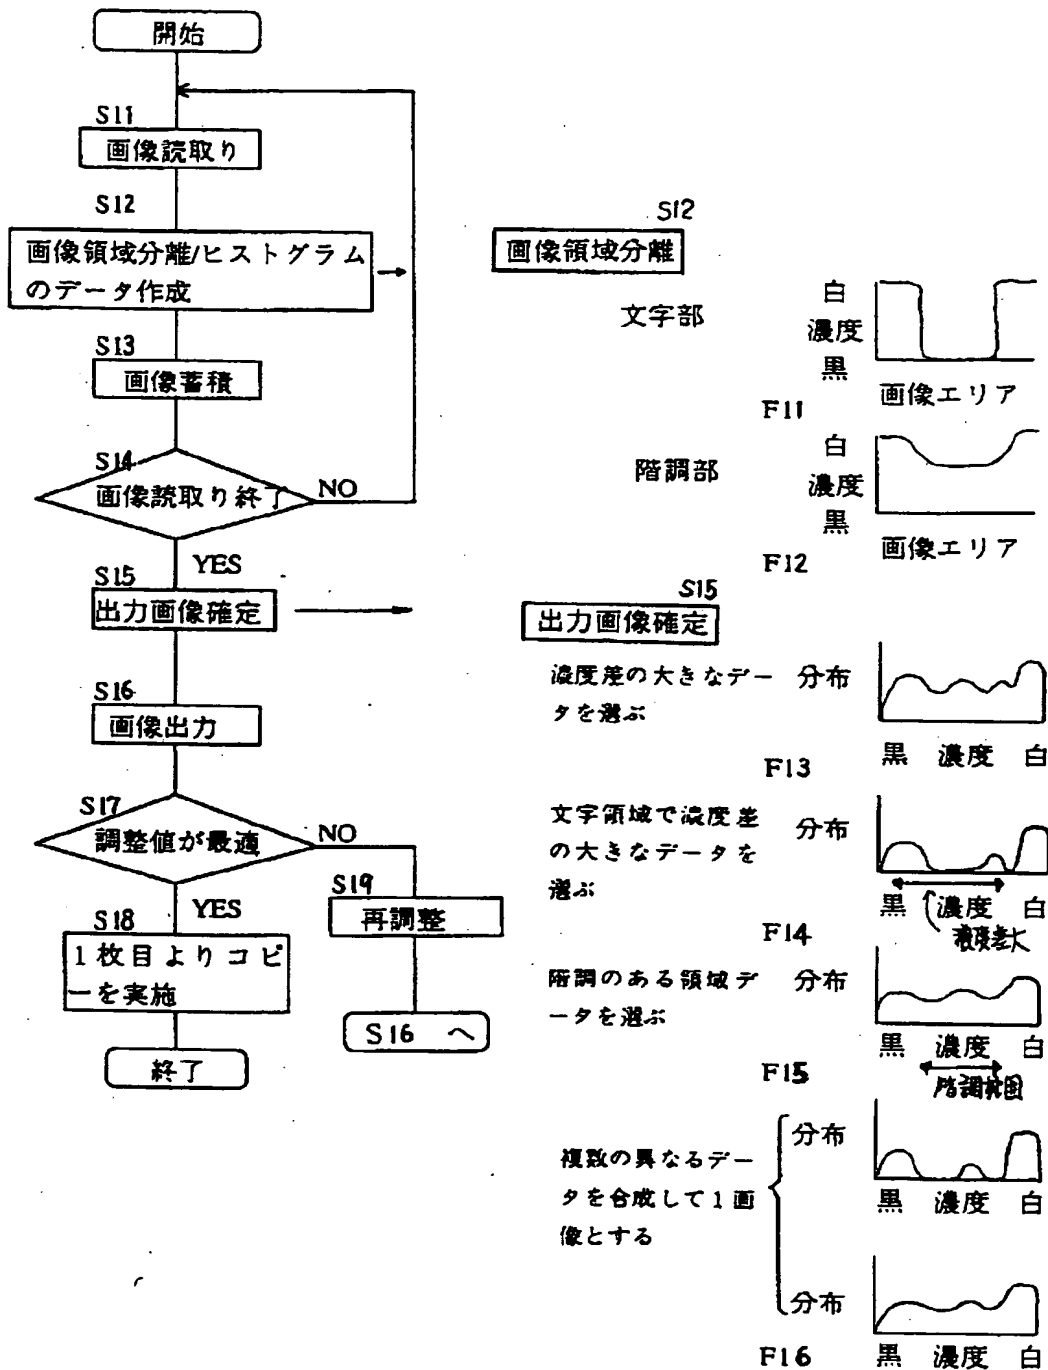 開始
S11
画像読取り
S12
画像領域分離/ヒストグラム
のデータ作成
S13
画像蓄積
S14
画像読取り終了
NO
YES
S15
出力画像確定
S16
画像出力
S17
調整値が最適
NO
YES
S18
1枚目よりコピ
ーを実施
終了
S19
再調整
S16 へ
S12
画像領域分離
文字部
白
濃度
黒
画像エリア
F11
階調部
白
濃度
黒
画像エリア
F12
S15
出力画像確定
濃度差の大きなデー
タを選ぶ
分布
黒 濃度 白
F13
文字領域で濃度差
の大きなデータを
選ぶ
分布
黒 濃度 白
濃度差大
F14
階調のある領域デ
ータを選ぶ
分布
黒 濃度 白
階調範囲
F15
複数の異なるデー
タを合成して1画
像とする
分布
黒 濃度 白
分布
黒 濃度 白
F16